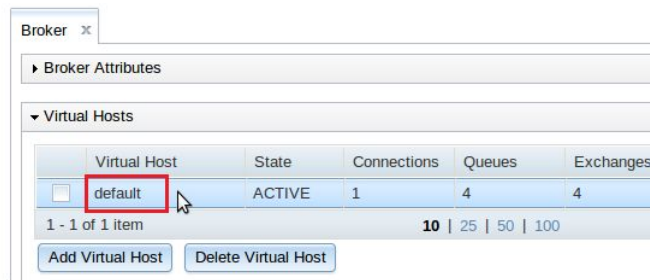 Broker x
Broker Attributes
Virtual Hosts
Virtual Host State Connections Queues Exchanges
default ACTIVE 1 4 4
1 - 1 of 1 item 10 | 25 | 50 | 100
Add Virtual Host Delete Virtual Host